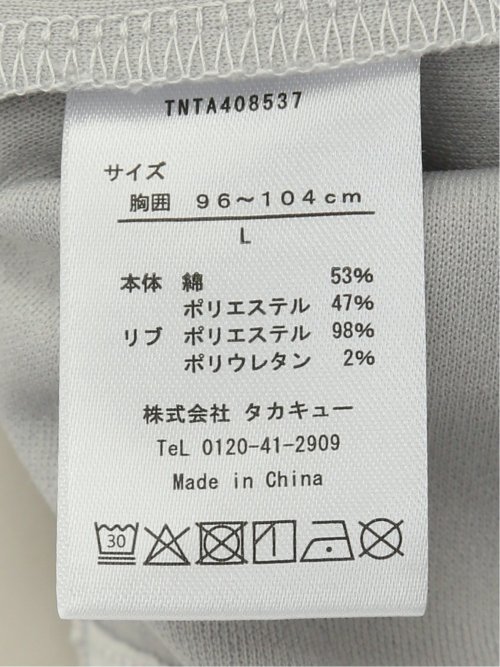 TNTA408537
サイズ
胸囲 96～104cm
L
本体 綿 53%
ポリエステル 47%
リブ ポリエステル 98%
ポリウレタン 2%
株式会社 タカキュー
TeL 0120-41-2909
Made in China
30